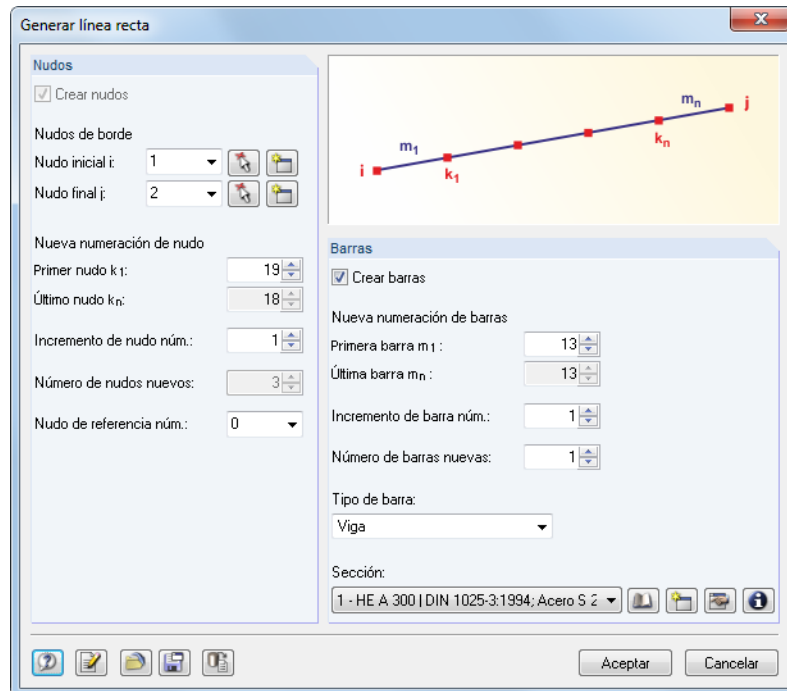 Generar línea recta
Nudos
Crear nudos
Nudos de borde
Nudo inicial i: 1
Nudo final j: 2
Nueva numeración de nudo
Primer nudo k1: 19
Último nudo kn: 18
Incremento de nudo núm.: 1
Número de nudos nuevos: 3
Nudo de referencia núm.: 0
i
m1
k1
kn
mn
j
Barras
Crear barras
Nueva numeración de barras
Primera barra m1 : 13
Última barra mn : 13
Incremento de barra núm.: 1
Número de barras nuevas: 1
Tipo de barra:
Viga
Sección:
1 - HE A 300 | DIN 1025-3:1994; Acero S 2
Aceptar
Cancelar